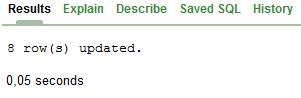 Results Explain Describe Saved SQL History
8 row(s) updated.
0,05 seconds